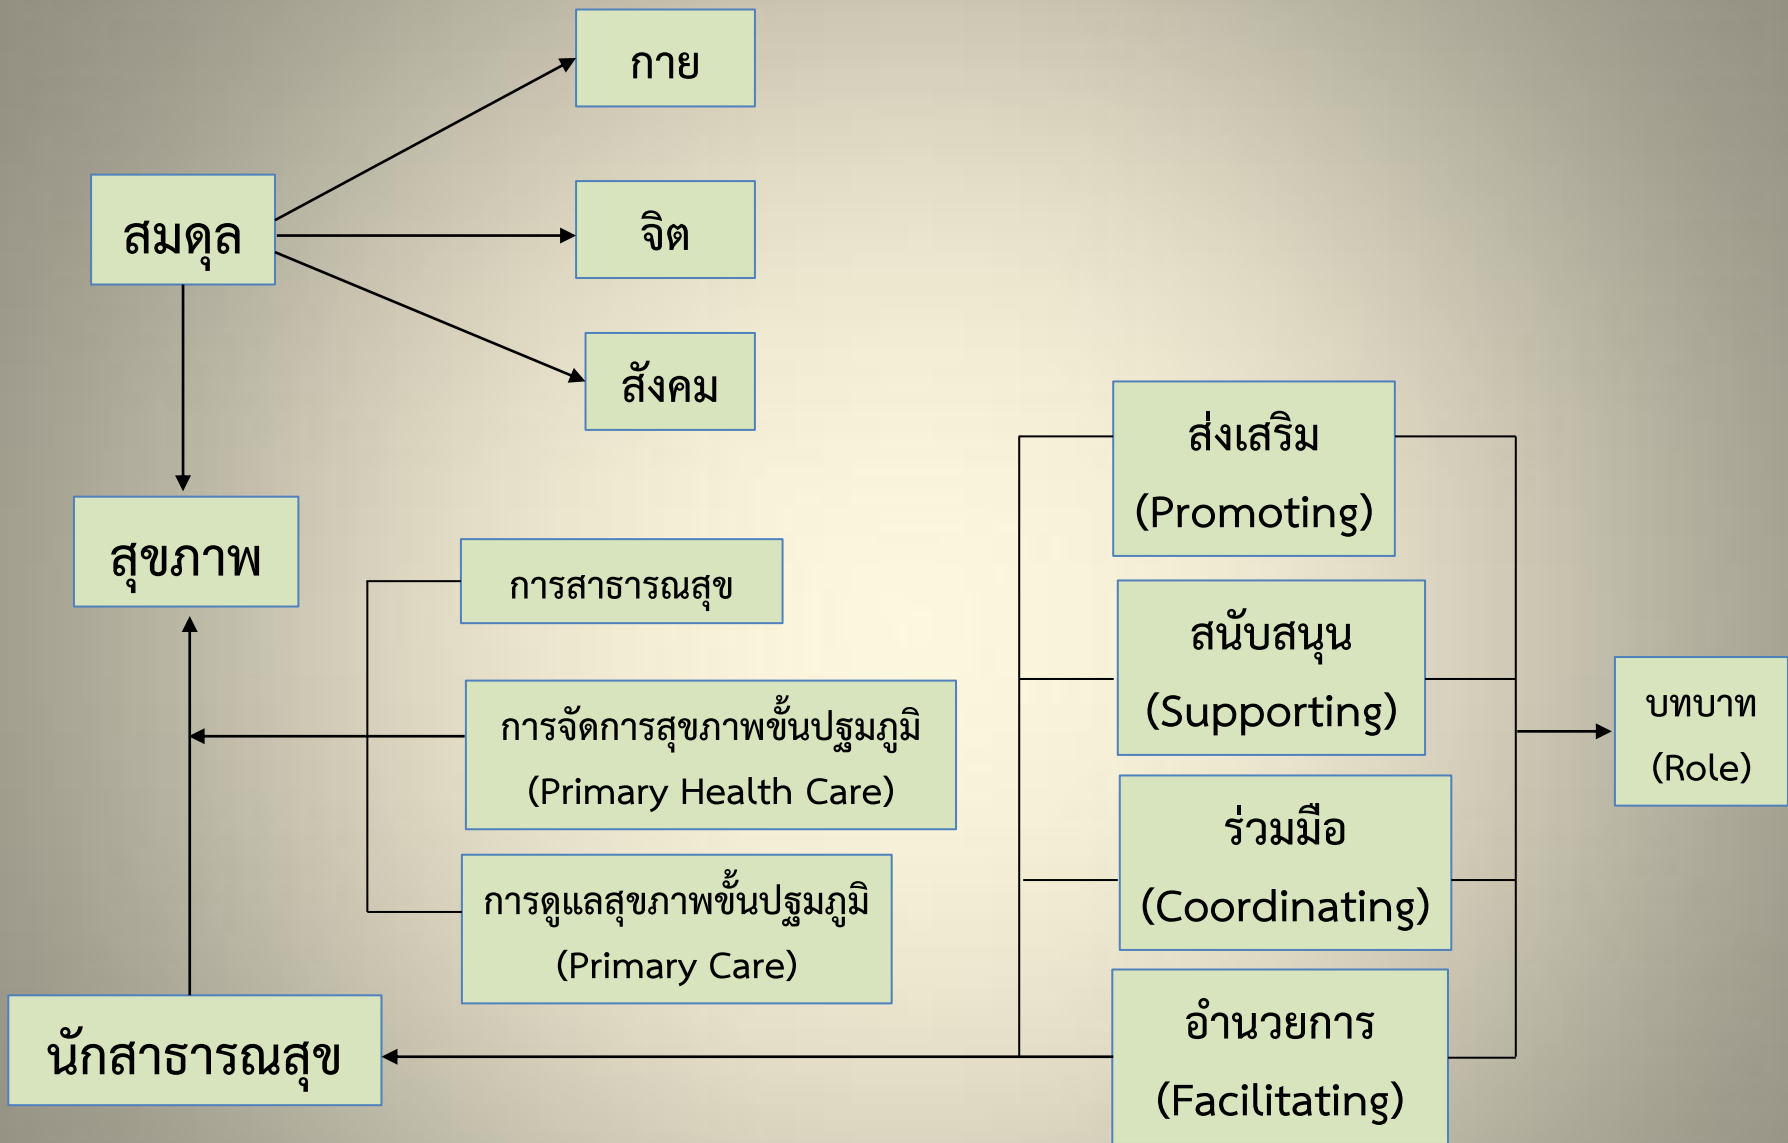 กาย
สมดุล
จิต
สังคม
สุขภาพ
การสาธารณสุข
การจัดการสุขภาพขั้นปฐมภูมิ
(Primary Health Care)
การดูแลสุขภาพขั้นปฐมภูมิ
(Primary Care)
นักสาธารณสุข
ส่งเสริม
(Promoting)
สนับสนุน
(Supporting)
ร่วมมือ
(Coordinating)
อำนวยการ
(Facilitating)
บทบาท
(Role)